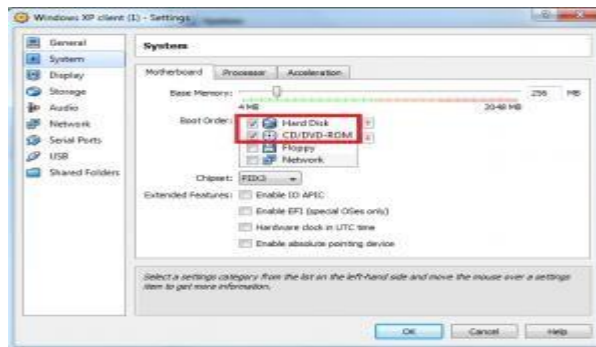 Windows XP client (1) - Settings
General
System
Display
Storage
Audio
Network
Serial Ports
USB
Shared Folders
System
Motherboard Processor Acceleration
Base Memory: 256 MB
4 MB 2048 MB
Boot Order: Hard Disk
CD/DVD-ROM
Floppy
Network
Chipset: PIIX3
Extended Features: Enable IO APIC
Enable EFI (special OSes only)
Hardware clock in UTC time
Enable absolute pointing device
Select a settings category from the list on the left-hand side and move the mouse over a settings
item to get more information.
OK Cancel Help